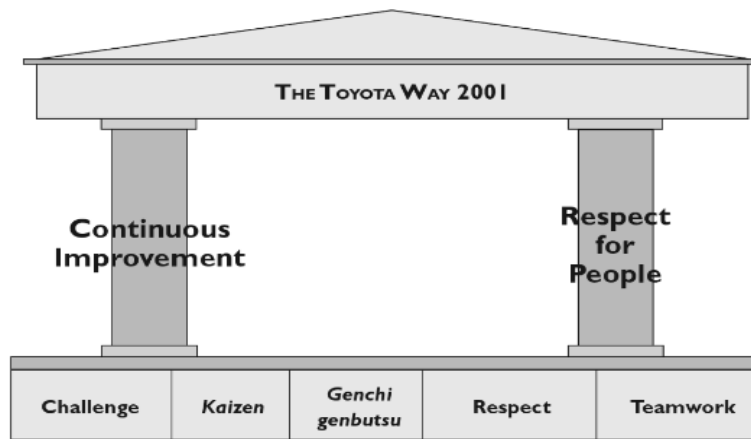 THE TOYOTA WAY 2001
Continuous
Improvement
Respect
for
People
Challenge
Kaizen
Genchi
genbutsu
Respect
Teamwork